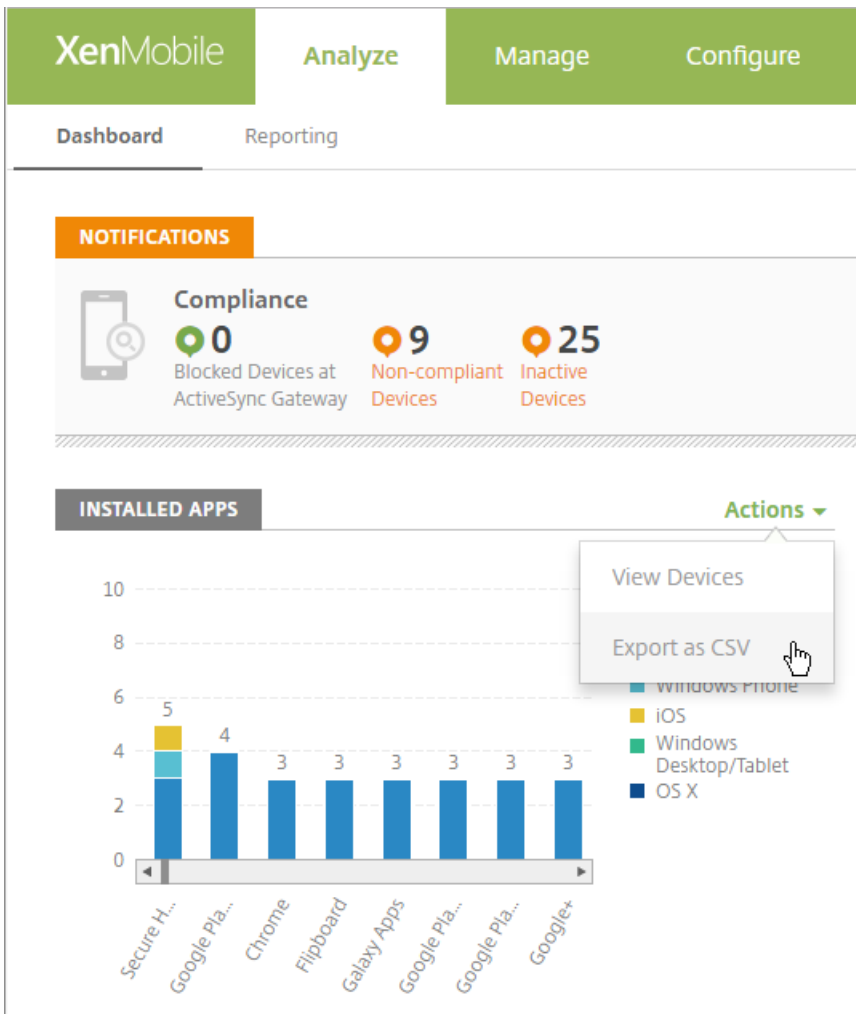 XenMobile
Analyze
Manage
Configure
Dashboard
Reporting
NOTIFICATIONS
Compliance
0
Blocked Devices at
ActiveSync Gateway
9
Non-compliant
Devices
25
Inactive
Devices
INSTALLED APPS
Actions
View Devices
Export as CSV
Windows Phone
iOS
Windows
Desktop/Tablet
OS X
10
8
6
4
2
0
5
4
3
3
3
3
3
3
Secure H...
Google Pla...
Chrome
Flipboard
Galaxy Apps
Google Pla...
Google Pla...
Google+